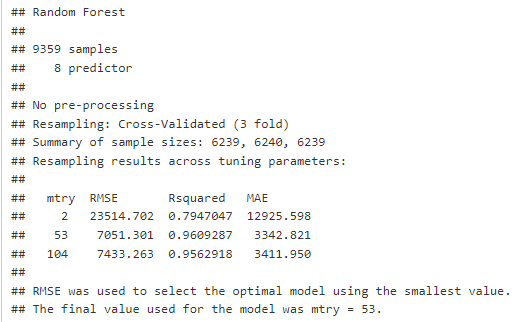 ## Random Forest
##
## 9359 samples
##    8 predictor
##
## No pre-processing
## Resampling: Cross-Validated (3 fold)
## Summary of sample sizes: 6239, 6240, 6239
## Resampling results across tuning parameters:
##
##   mtry  RMSE       Rsquared   MAE
##     2   23514.702  0.7947047  12925.598
##    53    7051.301  0.9609287   3342.821
##   104    7433.263  0.9562918   3411.950
##
## RMSE was used to select the optimal model using the smallest value.
## The final value used for the model was mtry = 53.